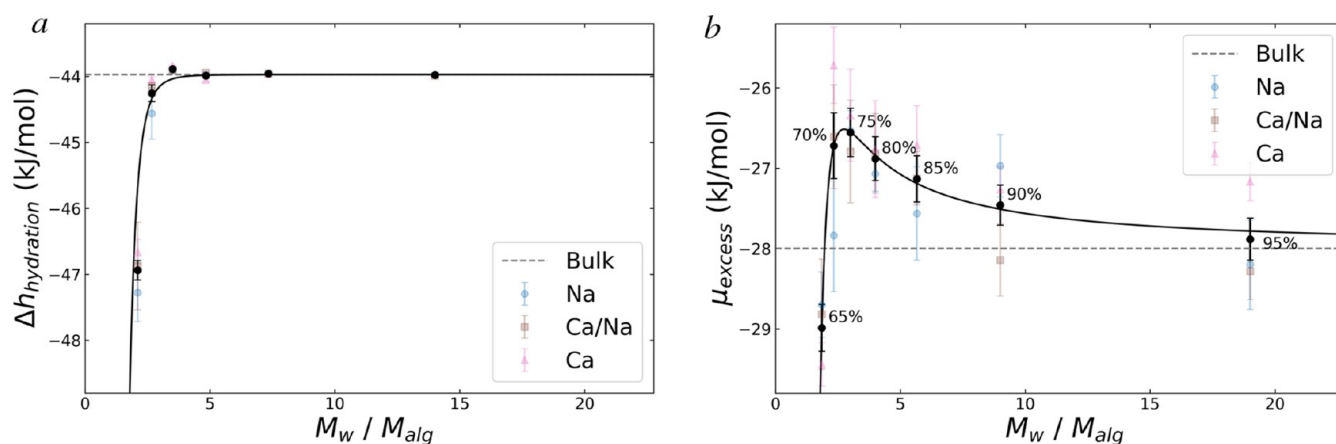 a
Δh_hydration (kJ/mol)
−44
−45
−46
−47
−48
0
5
10
15
20
M_w / M_alg
Bulk
Na
Ca/Na
Ca
b
μ_excess (kJ/mol)
−26
−27
−28
−29
70%
75%
80%
85%
90%
95%
65%
0
5
10
15
20
M_w / M_alg
Bulk
Na
Ca/Na
Ca